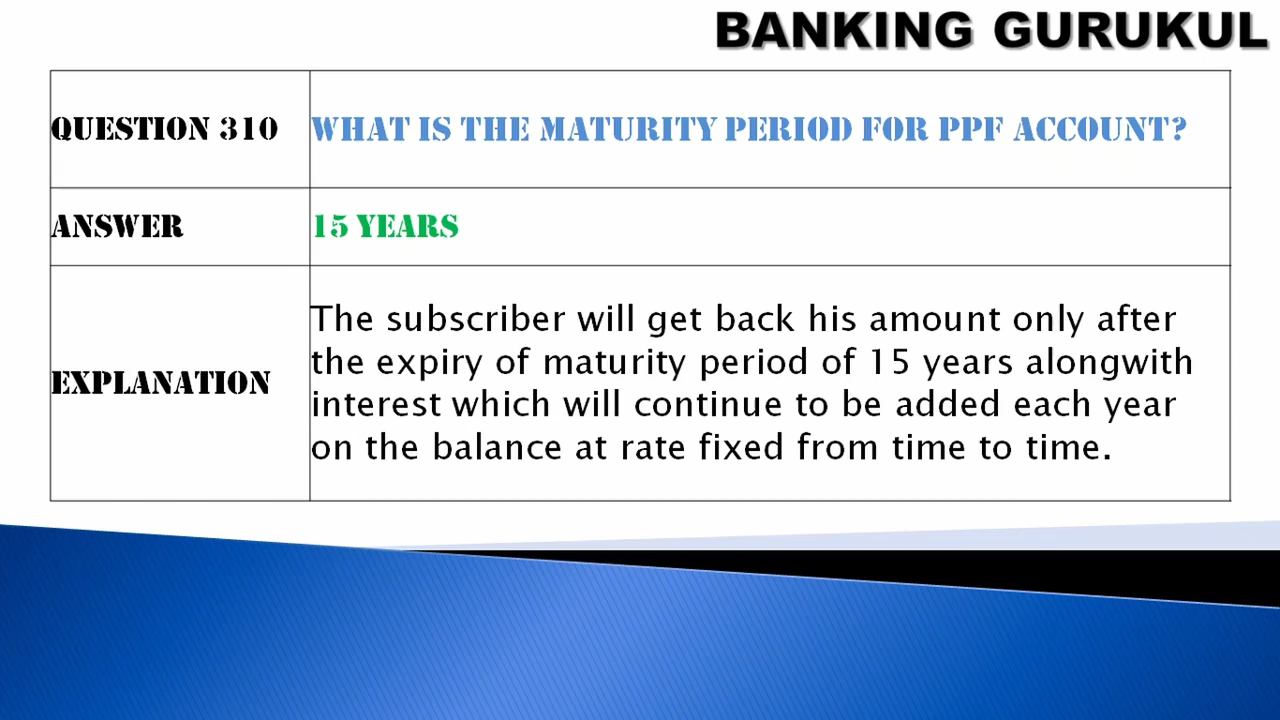 BANKING GURUKUL
QUESTION 310
WHAT IS THE MATURITY PERIOD FOR PPF ACCOUNT?
ANSWER
15 YEARS
EXPLANATION
The subscriber will get back his amount only after
the expiry of maturity period of 15 years alongwith
interest which will continue to be added each year
on the balance at rate fixed from time to time.